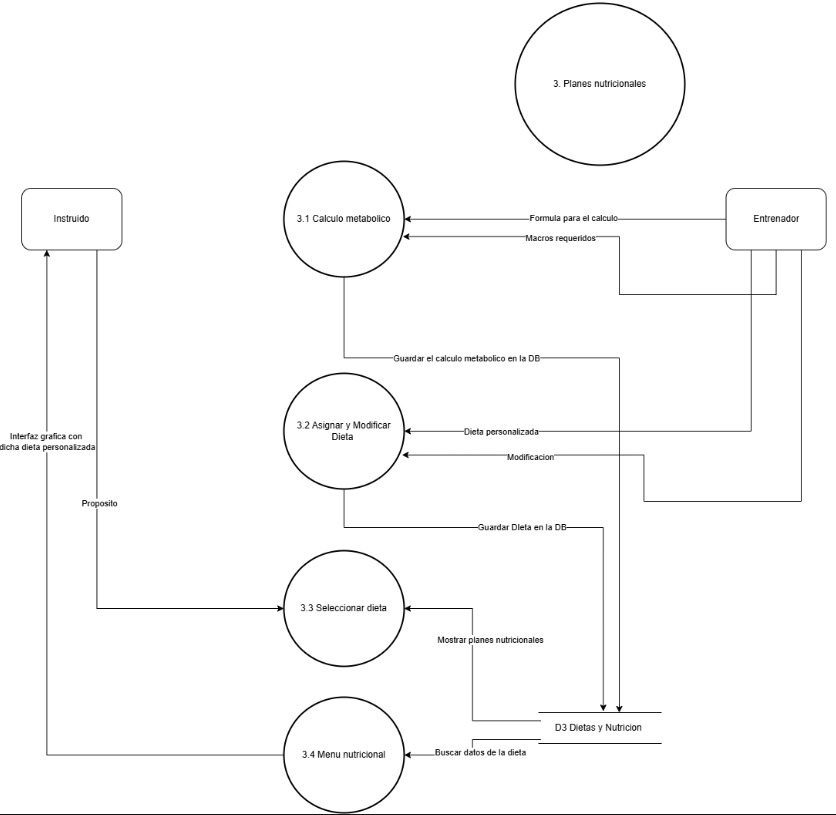 3. Planes nutricionales
Instruido
3.1 Calculo metabolico
Formula para el calculo
Entrenador
Macros requeridos
Guardar el calculo metabolico en la DB
3.2 Asignar y Modificar
Dieta
Dieta personalizada
Interfaz grafica con
dicha dieta personalizada
Modificacion
Proposito
Guardar DIeta en la DB
3.3 Seleccionar dieta
Mostrar planes nutricionales
D3 Dietas y Nutricion
3.4 Menu nutricional
Buscar datos de la dieta